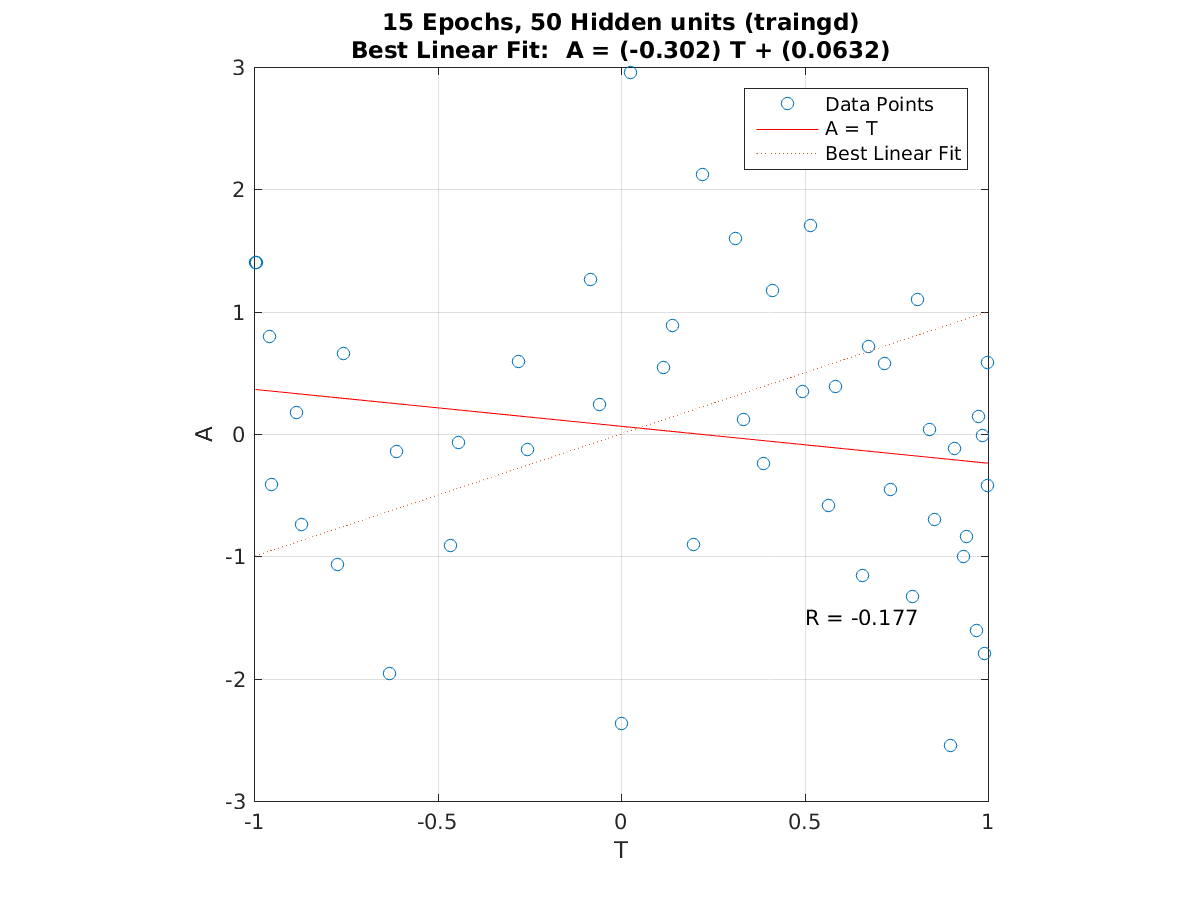 15 Epochs, 50 Hidden units (traingd)
Best Linear Fit:  A = (-0.302) T + (0.0632)
3
2
1
0
-1
-2
-3
A
Data Points
A = T
Best Linear Fit
R = -0.177
-1
-0.5
0
0.5
1
T